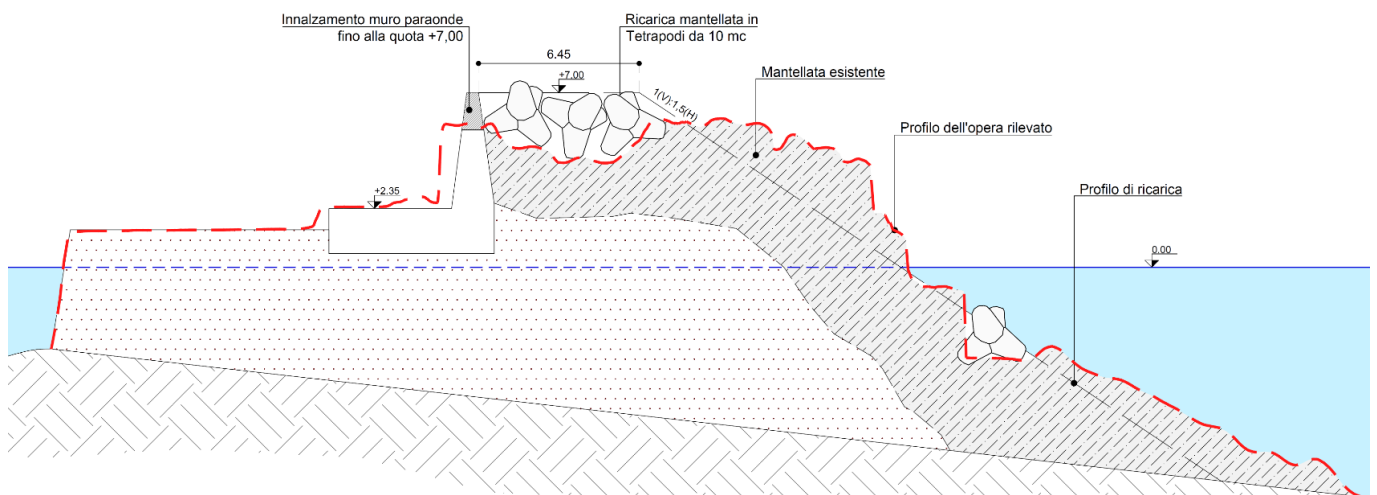 Innalzamento muro paraonde
fino alla quota +7,00
Ricarica mantellata in
Tetrapodi da 10 mc
6.45
+7.00
1(V):1,5(H)
Mantellata esistente
Profilo dell'opera rilevato
Profilo di ricarica
+2.35
0.00